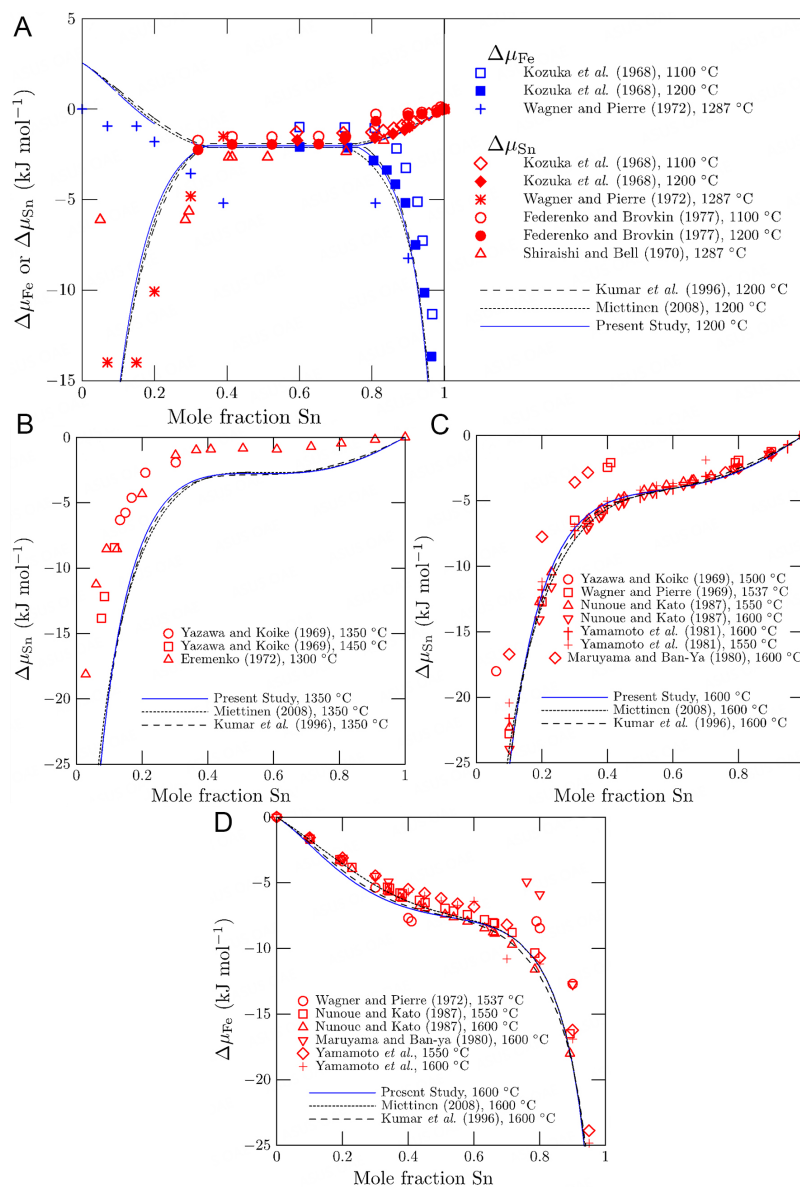 A
5
0
−5
−10
−15
0
0.2
0.4
0.6
0.8
1
Δμ_Fe or Δμ_Sn (kJ mol⁻¹)
Mole fraction Sn
Δμ_Fe
Kozuka et al. (1968), 1100 °C
Kozuka et al. (1968), 1200 °C
Wagner and Pierre (1972), 1287 °C
Δμ_Sn
Kozuka et al. (1968), 1100 °C
Kozuka et al. (1968), 1200 °C
Wagner and Pierre (1972), 1287 °C
Federenko and Brovkin (1977), 1100 °C
Federenko and Brovkin (1977), 1200 °C
Shiraishi and Bell (1970), 1287 °C
Kumar et al. (1996), 1200 °C
Miettinen (2008), 1200 °C
Present Study, 1200 °C
B
0
−5
−10
−15
−20
−25
0
0.2
0.4
0.6
0.8
1
Δμ_Sn (kJ mol⁻¹)
Mole fraction Sn
Yazawa and Koike (1969), 1350 °C
Yazawa and Koike (1969), 1450 °C
Eremenko (1972), 1300 °C
Present Study, 1350 °C
Miettinen (2008), 1350 °C
Kumar et al. (1996), 1350 °C
C
0
−5
−10
−15
−20
−25
0
0.2
0.4
0.6
0.8
Δμ_Sn (kJ mol⁻¹)
Mole fraction Sn
Yazawa and Koike (1969), 1500 °C
Wagner and Pierre (1969), 1537 °C
Nunoue and Kato (1987), 1550 °C
Nunoue and Kato (1987), 1600 °C
Yamamoto et al. (1981), 1600 °C
Yamamoto et al. (1981), 1550 °C
Maruyama and Ban-Ya (1980), 1600 °C
Present Study, 1600 °C
Miettinen (2008), 1600 °C
Kumar et al. (1996), 1600 °C
D
0
−5
−10
−15
−20
−25
0
0.2
0.4
0.6
0.8
1
Δμ_Fe (kJ mol⁻¹)
Mole fraction Sn
Wagner and Pierre (1972), 1537 °C
Nunoue and Kato (1987), 1550 °C
Nunoue and Kato (1987), 1600 °C
Maruyama and Ban-ya (1980), 1600 °C
Yamamoto et al., 1550 °C
Yamamoto et al., 1600 °C
Present Study, 1600 °C
Miettinen (2008), 1600 °C
Kumar et al. (1996), 1600 °C